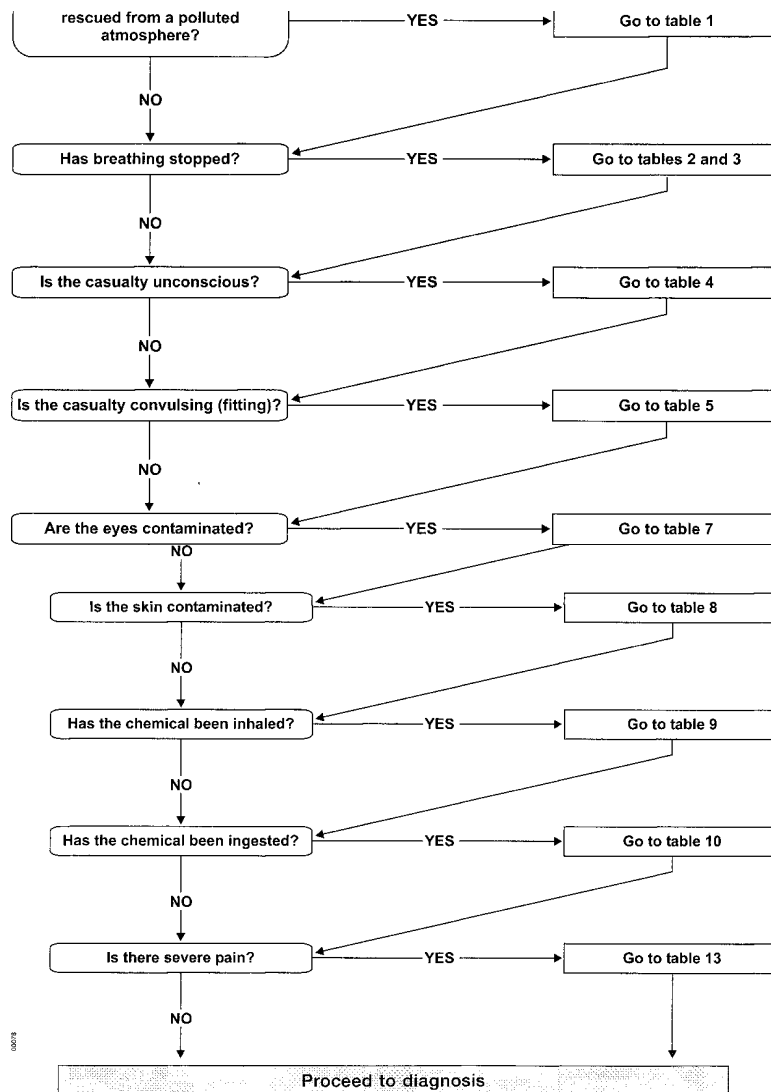 rescued from a polluted
atmosphere?
YES
Go to table 1
NO
Has breathing stopped?
YES
Go to tables 2 and 3
NO
Is the casualty unconscious?
YES
Go to table 4
NO
Is the casualty convulsing (fitting)?
YES
Go to table 5
NO
Are the eyes contaminated?
YES
Go to table 7
NO
Is the skin contaminated?
YES
Go to table 8
NO
Has the chemical been inhaled?
YES
Go to table 9
NO
Has the chemical been ingested?
YES
Go to table 10
NO
Is there severe pain?
YES
Go to table 13
NO
Proceed to diagnosis